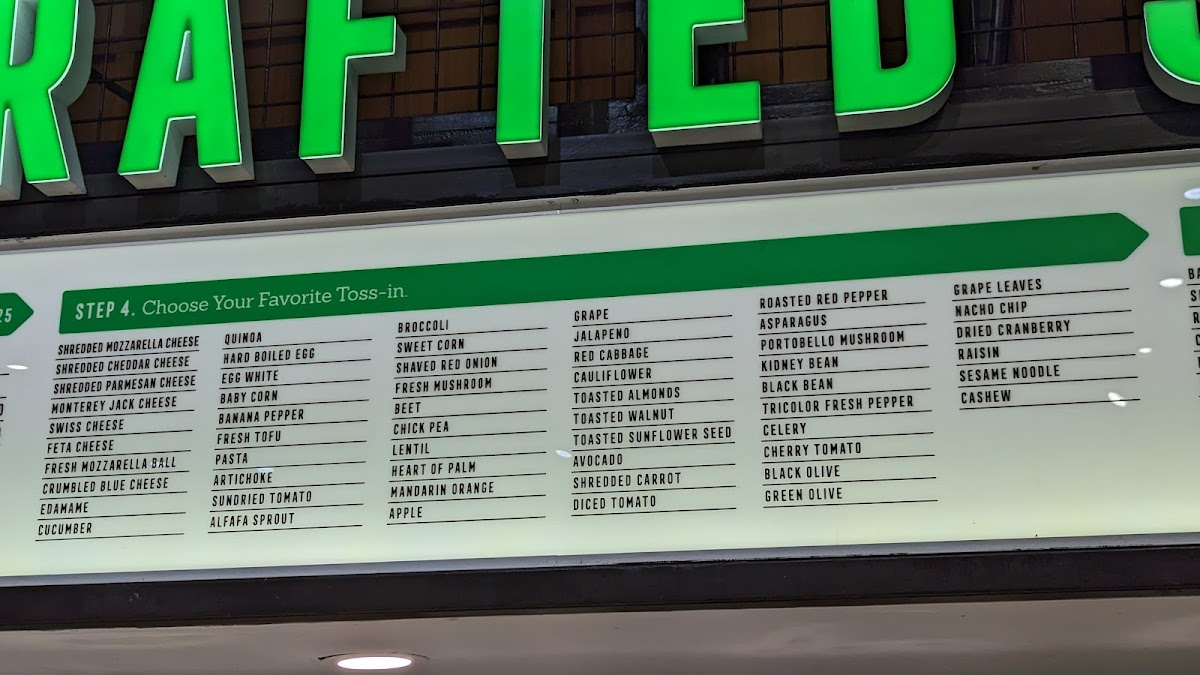 RAFTED S
25
STEP 4. Choose Your Favorite Toss-in.
SHREDDED MOZZARELLA CHEESE
SHREDDED CHEDDAR CHEESE
SHREDDED PARMESAN CHEESE
MONTEREY JACK CHEESE
SWISS CHEESE
FETA CHEESE
FRESH MOZZARELLA BALL
CRUMBLED BLUE CHEESE
EDAMAME
CUCUMBER
QUINOA
HARD BOILED EGG
EGG WHITE
BABY CORN
BANANA PEPPER
FRESH TOFU
PASTA
ARTICHOKE
SUNDRIED TOMATO
ALFAFA SPROUT
BROCCOLI
SWEET CORN
SHAVED RED ONION
FRESH MUSHROOM
BEET
CHICK PEA
LENTIL
HEART OF PALM
MANDARIN ORANGE
APPLE
GRAPE
JALAPENO
RED CABBAGE
CAULIFLOWER
TOASTED ALMONDS
TOASTED WALNUT
TOASTED SUNFLOWER SEED
AVOCADO
SHREDDED CARROT
DICED TOMATO
ROASTED RED PEPPER
ASPARAGUS
PORTOBELLO MUSHROOM
KIDNEY BEAN
BLACK BEAN
TRICOLOR FRESH PEPPER
CELERY
CHERRY TOMATO
BLACK OLIVE
GREEN OLIVE
GRAPE LEAVES
NACHO CHIP
DRIED CRANBERRY
RAISIN
SESAME NOODLE
CASHEW